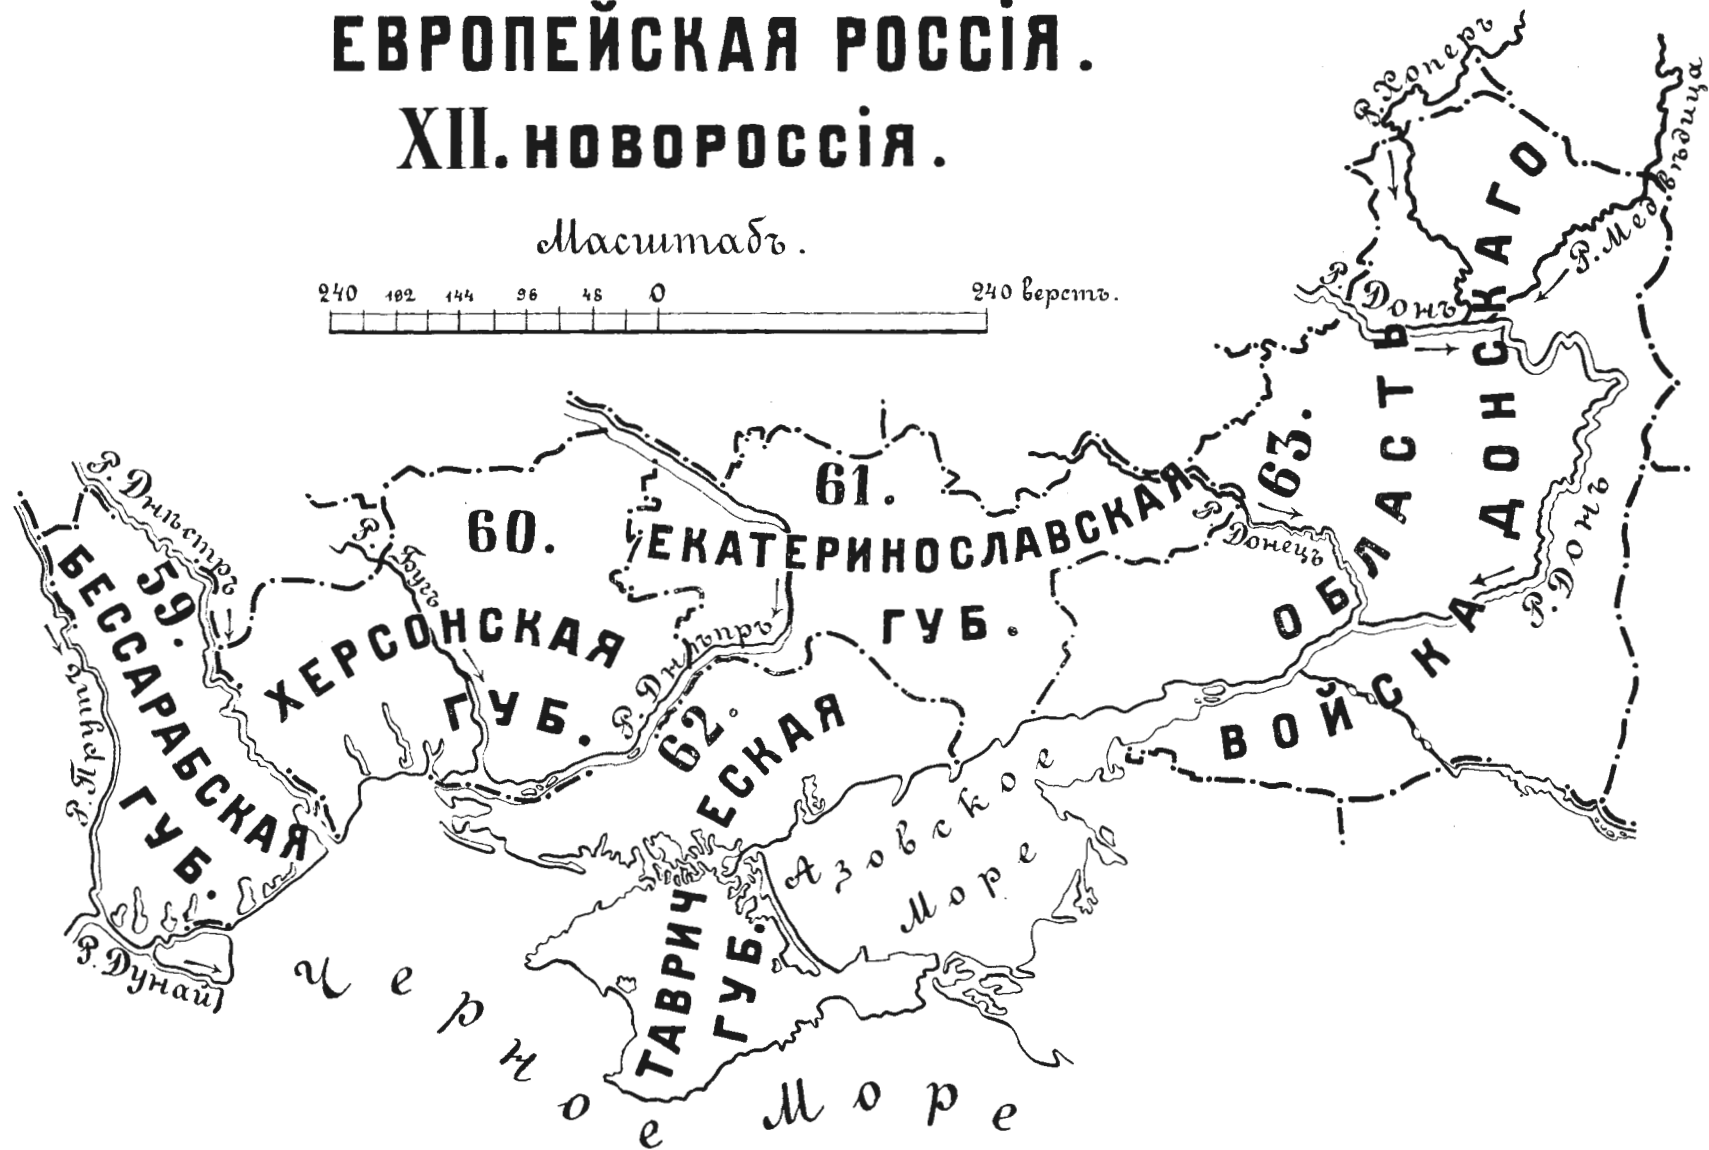 ЕВРОПЕЙСКАЯ РОССІЯ.
XII. НОВОРОССІЯ.
Масштабъ.
240 192 144 96 48 0 240 верстъ.
Р. Хоперъ
Р. Медвѣдица
Р. Донъ
63.
ОБЛАСТЬ
ВОЙСКА ДОНСКАГО
Р. Донъ
Р. Донецъ
61.
ЕКАТЕРИНОСЛАВСКАЯ
ГУБ.
60.
ХЕРСОНСКАЯ
ГУБ.
Р. Бугъ
Р. Днѣпръ
Р. Днѣстръ
59.
БЕССАРАБСКАЯ
ГУБ.
Р. Прутъ
Р. Дунай
62.
ТАВРИЧЕСКАЯ
ГУБ.
Азовское
Море
Черное Море